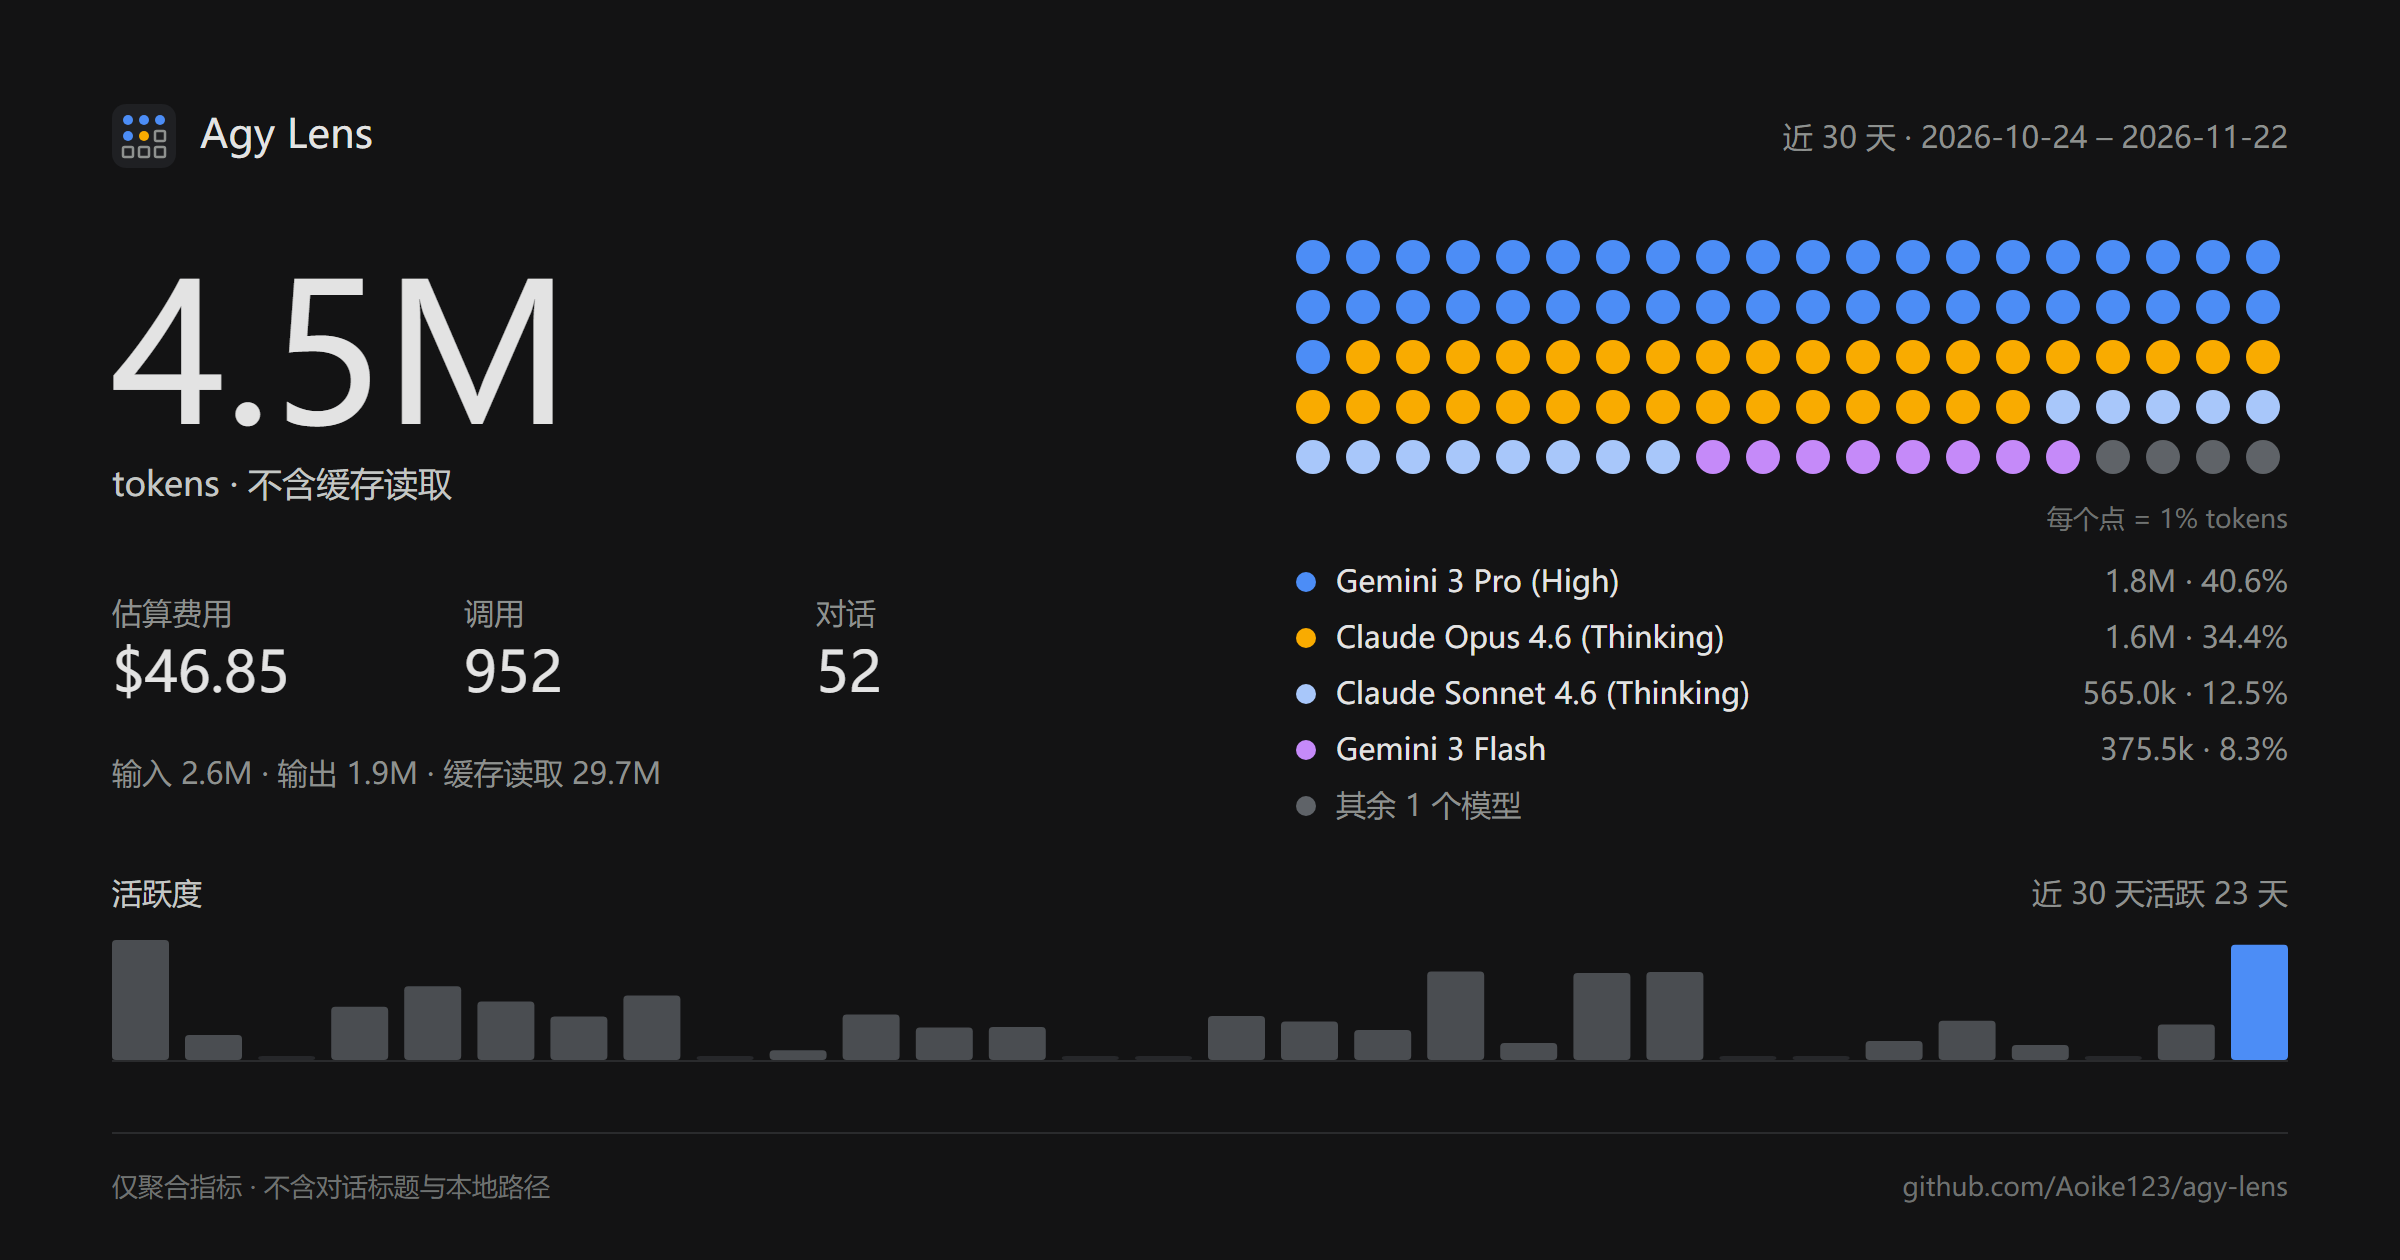 Agy Lens
近 30 天 · 2026-10-24 – 2026-11-22
4.5M
tokens · 不含缓存读取
估算费用
$46.85
调用
952
对话
52
输入 2.6M · 输出 1.9M · 缓存读取 29.7M
每个点 = 1% tokens
Gemini 3 Pro (High) 1.8M · 40.6%
Claude Opus 4.6 (Thinking) 1.6M · 34.4%
Claude Sonnet 4.6 (Thinking) 565.0k · 12.5%
Gemini 3 Flash 375.5k · 8.3%
其余 1 个模型
活跃度
近 30 天活跃 23 天
仅聚合指标 · 不含对话标题与本地路径
github.com/Aoike123/agy-lens